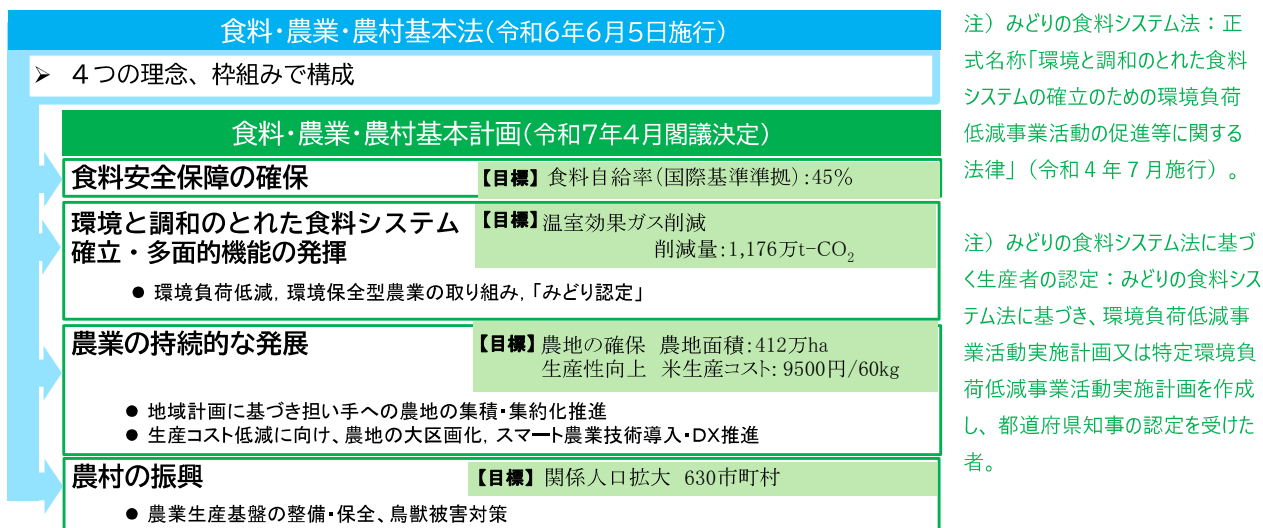 食料・農業・農村基本法(令和6年6月5日施行)
➢ 4つの理念、枠組みで構成
食料・農業・農村基本計画(令和7年4月閣議決定)
食料安全保障の確保
【目標】食料自給率(国際基準準拠):45%
環境と調和のとれた食料システム
確立・多面的機能の発揮
【目標】温室効果ガス削減
削減量:1,176万t-CO₂
● 環境負荷低減, 環境保全型農業の取り組み, 「みどり認定」
農業の持続的な発展
【目標】農地の確保 農地面積:412万ha
生産性向上 米生産コスト: 9500円/60kg
● 地域計画に基づき担い手への農地の集積・集約化推進
● 生産コスト低減に向け、農地の大区画化, スマート農業技術導入・DX推進
農村の振興
【目標】関係人口拡大 630市町村
● 農業生産基盤の整備・保全、鳥獣被害対策
注）みどりの食料システム法：正
式名称「環境と調和のとれた食料
システムの確立のための環境負荷
低減事業活動の促進等に関する
法律」（令和4年7月施行）。
注）みどりの食料システム法に基づ
く生産者の認定：みどりの食料シス
テム法に基づき、環境負荷低減事
業活動実施計画又は特定環境負
荷低減事業活動実施計画を作成
し、都道府県知事の認定を受けた
者。